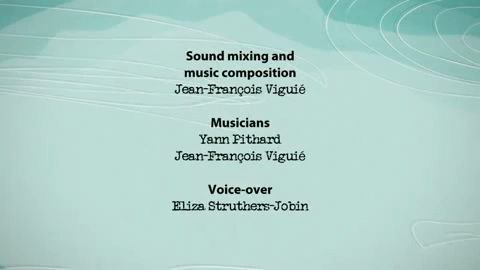 Sound mixing and
music composition
Jean-François Viguié
Musicians
Yann Pithard
Jean-François Viguié
Voice-over
Eliza Struthers-Jobin